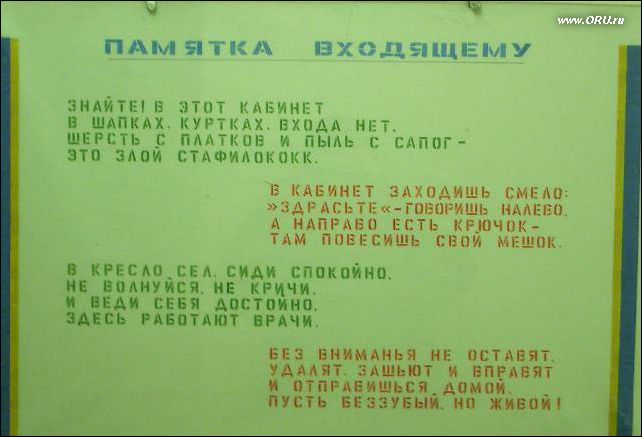 www.ORU.ru
ПАМЯТКА ВХОДЯЩЕМУ
ЗНАЙТЕ! В ЭТОТ КАБИНЕТ
В ШАПКАХ, КУРТКАХ, ВХОДА НЕТ.
ШЕРСТЬ С ПЛАТКОВ И ПЫЛЬ С САПОГ –
ЭТО ЗЛОЙ СТАФИЛОКОКК.
В КАБИНЕТ ЗАХОДИШЬ СМЕЛО:
»ЗДРАСЬТЕ« – ГОВОРИШЬ НАЛЕВО,
А НАПРАВО ЕСТЬ КРЮЧОК –
ТАМ ПОВЕСИШЬ СВОЙ МЕШОК.
В КРЕСЛО СЕЛ, СИДИ СПОКОЙНО,
НЕ ВОЛНУЙСЯ, НЕ КРИЧИ,
И ВЕДИ СЕБЯ ДОСТОЙНО,
ЗДЕСЬ РАБОТАЮТ ВРАЧИ.
БЕЗ ВНИМАНЬЯ НЕ ОСТАВЯТ,
УДАЛЯТ, ЗАШЬЮТ И ВПРАВЯТ
И ОТПРАВИШЬСЯ ДОМОЙ,
ПУСТЬ БЕЗЗУБЫЙ, НО ЖИВОЙ!